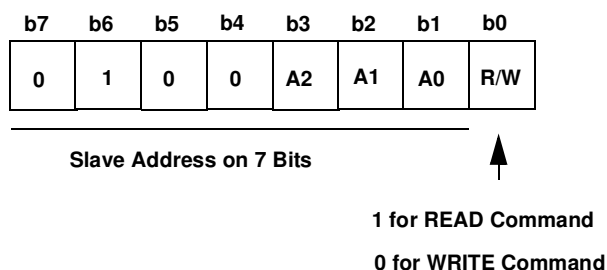 b7 b6 b5 b4 b3 b2 b1 b0
0 1 0 0 A2 A1 A0 R/W
Slave Address on 7 Bits
1 for READ Command
0 for WRITE Command